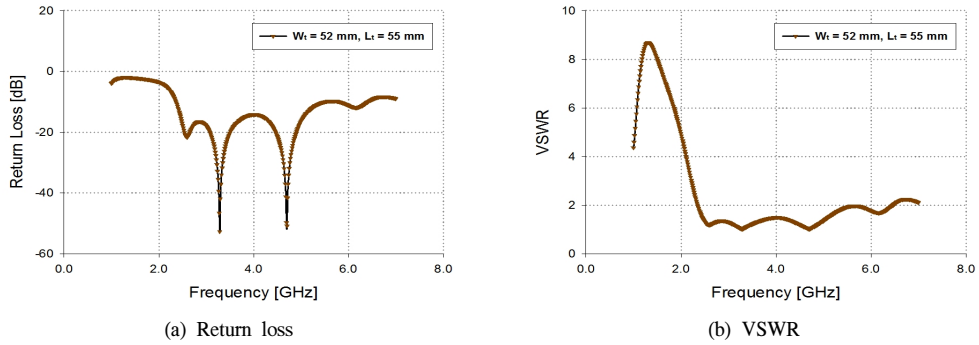 Wt = 52 mm, Lt = 55 mm
20
0
-20
-40
-60
Return Loss [dB]
0.0 2.0 4.0 6.0 8.0
Frequency [GHz]
(a) Return loss
Wt = 52 mm, Lt = 55 mm
10
8
6
4
2
0
VSWR
0.0 2.0 4.0 6.0 8.0
Frequency [GHz]
(b) VSWR